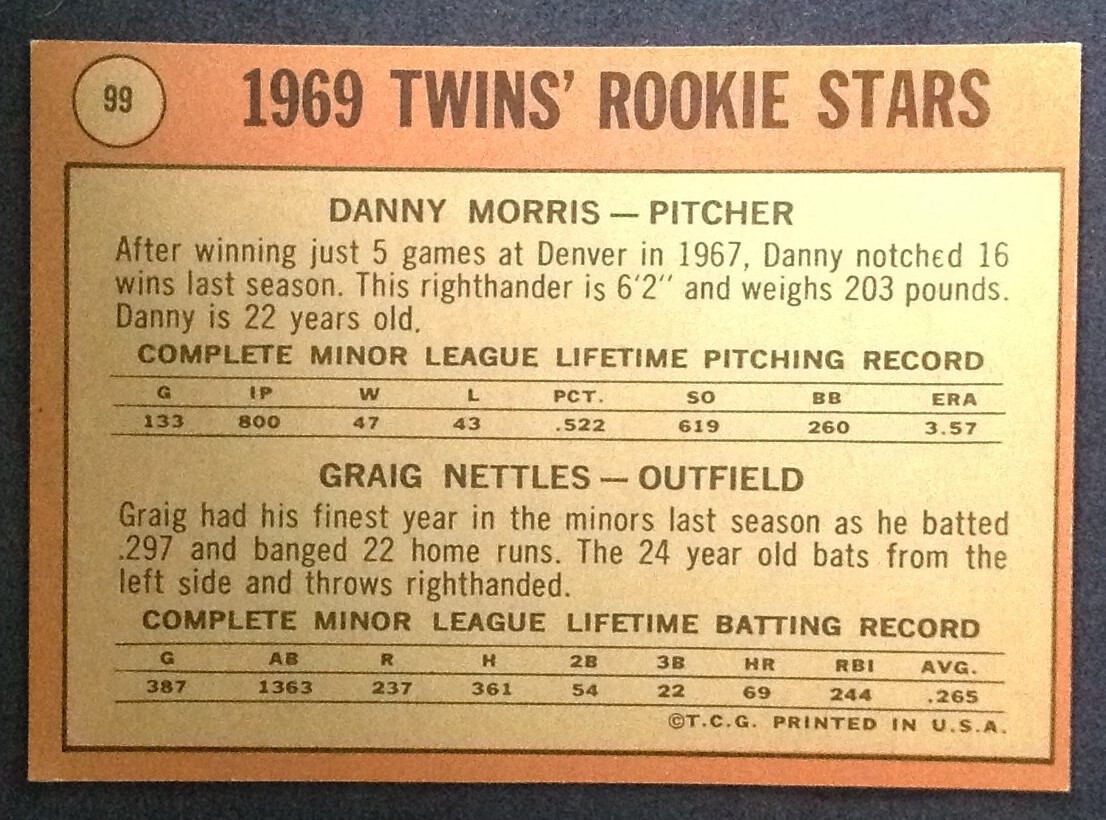 99
1969 TWINS' ROOKIE STARS
DANNY MORRIS — PITCHER
After winning just 5 games at Denver in 1967, Danny notched 16
wins last season. This righthander is 6'2" and weighs 203 pounds.
Danny is 22 years old.
COMPLETE MINOR LEAGUE LIFETIME PITCHING RECORD
G IP W L PCT. SO BB ERA
133 800 47 43 .522 619 260 3.57
GRAIG NETTLES — OUTFIELD
Graig had his finest year in the minors last season as he batted
.297 and banged 22 home runs. The 24 year old bats from the
left side and throws righthanded.
COMPLETE MINOR LEAGUE LIFETIME BATTING RECORD
G AB R H 2B 3B HR RBI AVG.
387 1363 237 361 54 22 69 244 .265
©T.C.G. PRINTED IN U.S.A.